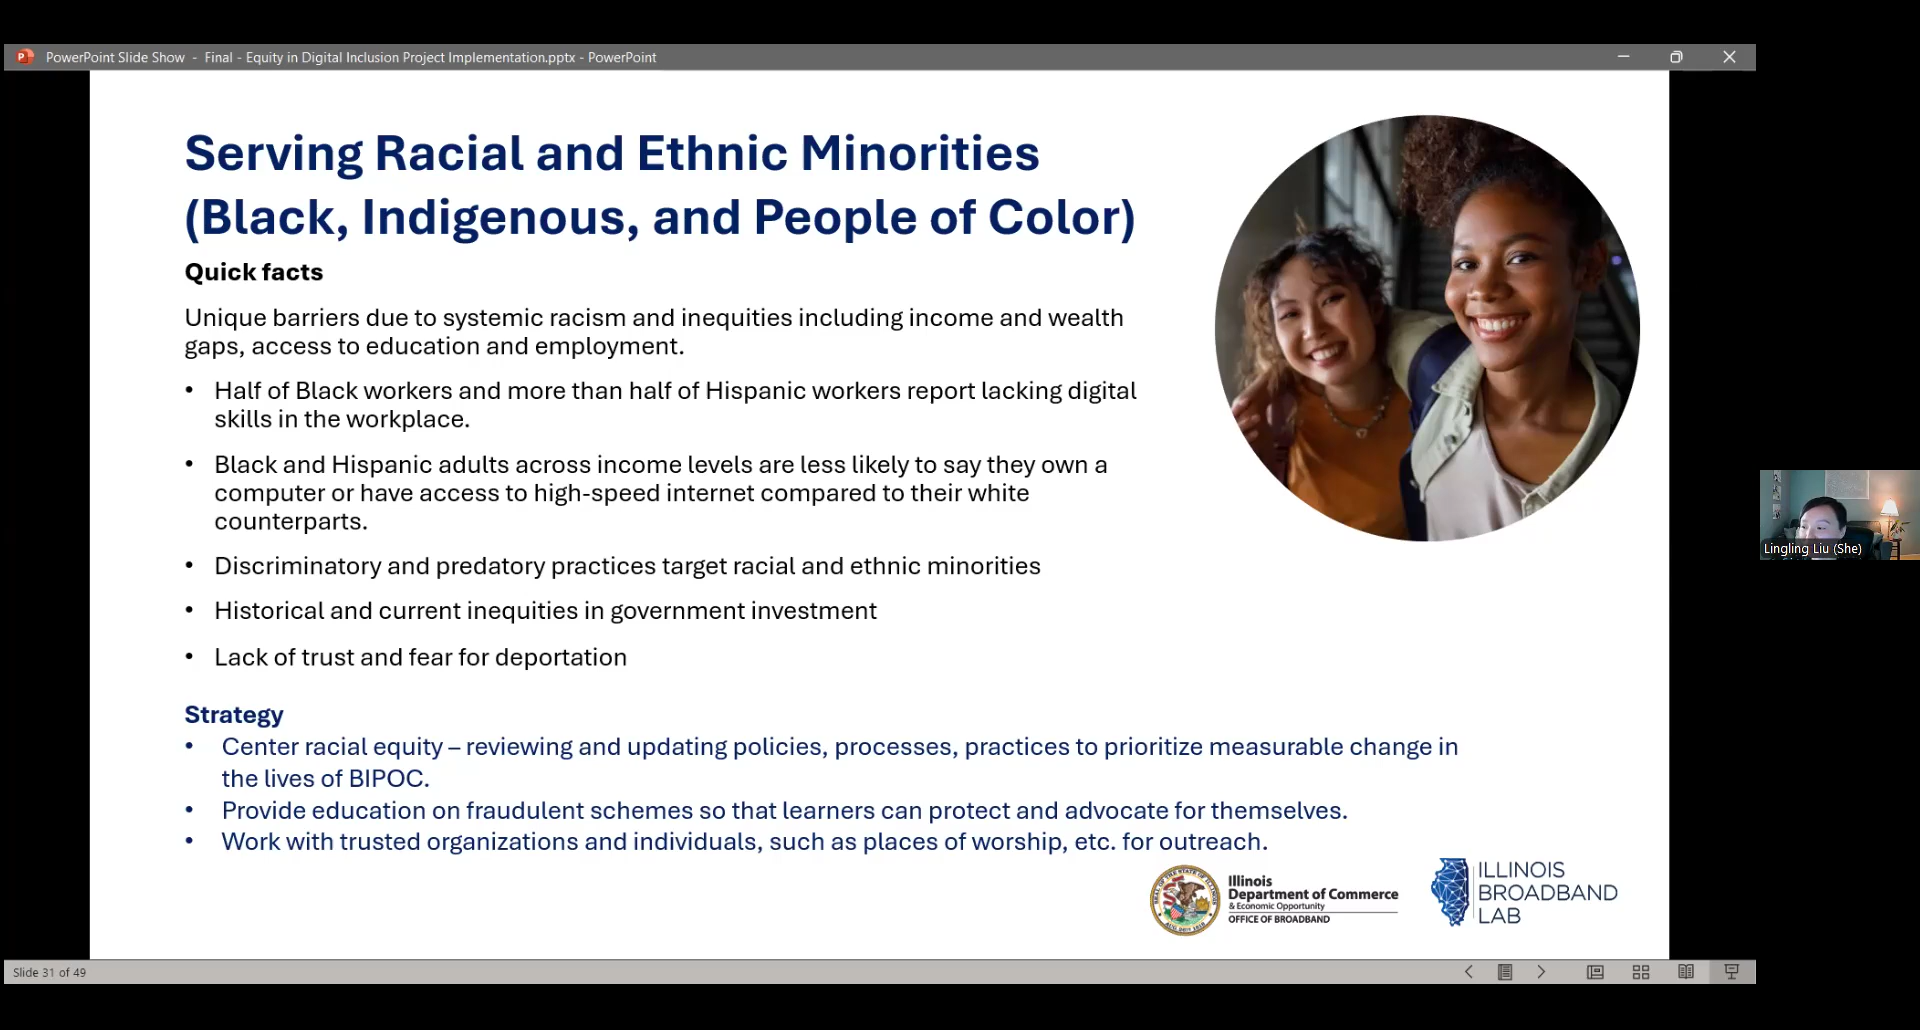 PowerPoint Slide Show - Final - Equity in Digital Inclusion Project Implementation.pptx - PowerPoint
Serving Racial and Ethnic Minorities
(Black, Indigenous, and People of Color)
Quick facts
Unique barriers due to systemic racism and inequities including income and wealth
gaps, access to education and employment.
• Half of Black workers and more than half of Hispanic workers report lacking digital
skills in the workplace.
• Black and Hispanic adults across income levels are less likely to say they own a
computer or have access to high-speed internet compared to their white
counterparts.
• Discriminatory and predatory practices target racial and ethnic minorities
• Historical and current inequities in government investment
• Lack of trust and fear for deportation
Strategy
• Center racial equity – reviewing and updating policies, processes, practices to prioritize measurable change in
the lives of BIPOC.
• Provide education on fraudulent schemes so that learners can protect and advocate for themselves.
• Work with trusted organizations and individuals, such as places of worship, etc. for outreach.
Illinois
Department of Commerce
& Economic Opportunity
OFFICE OF BROADBAND
ILLINOIS
BROADBAND
LAB
Lingling Liu (She)
Slide 31 of 49